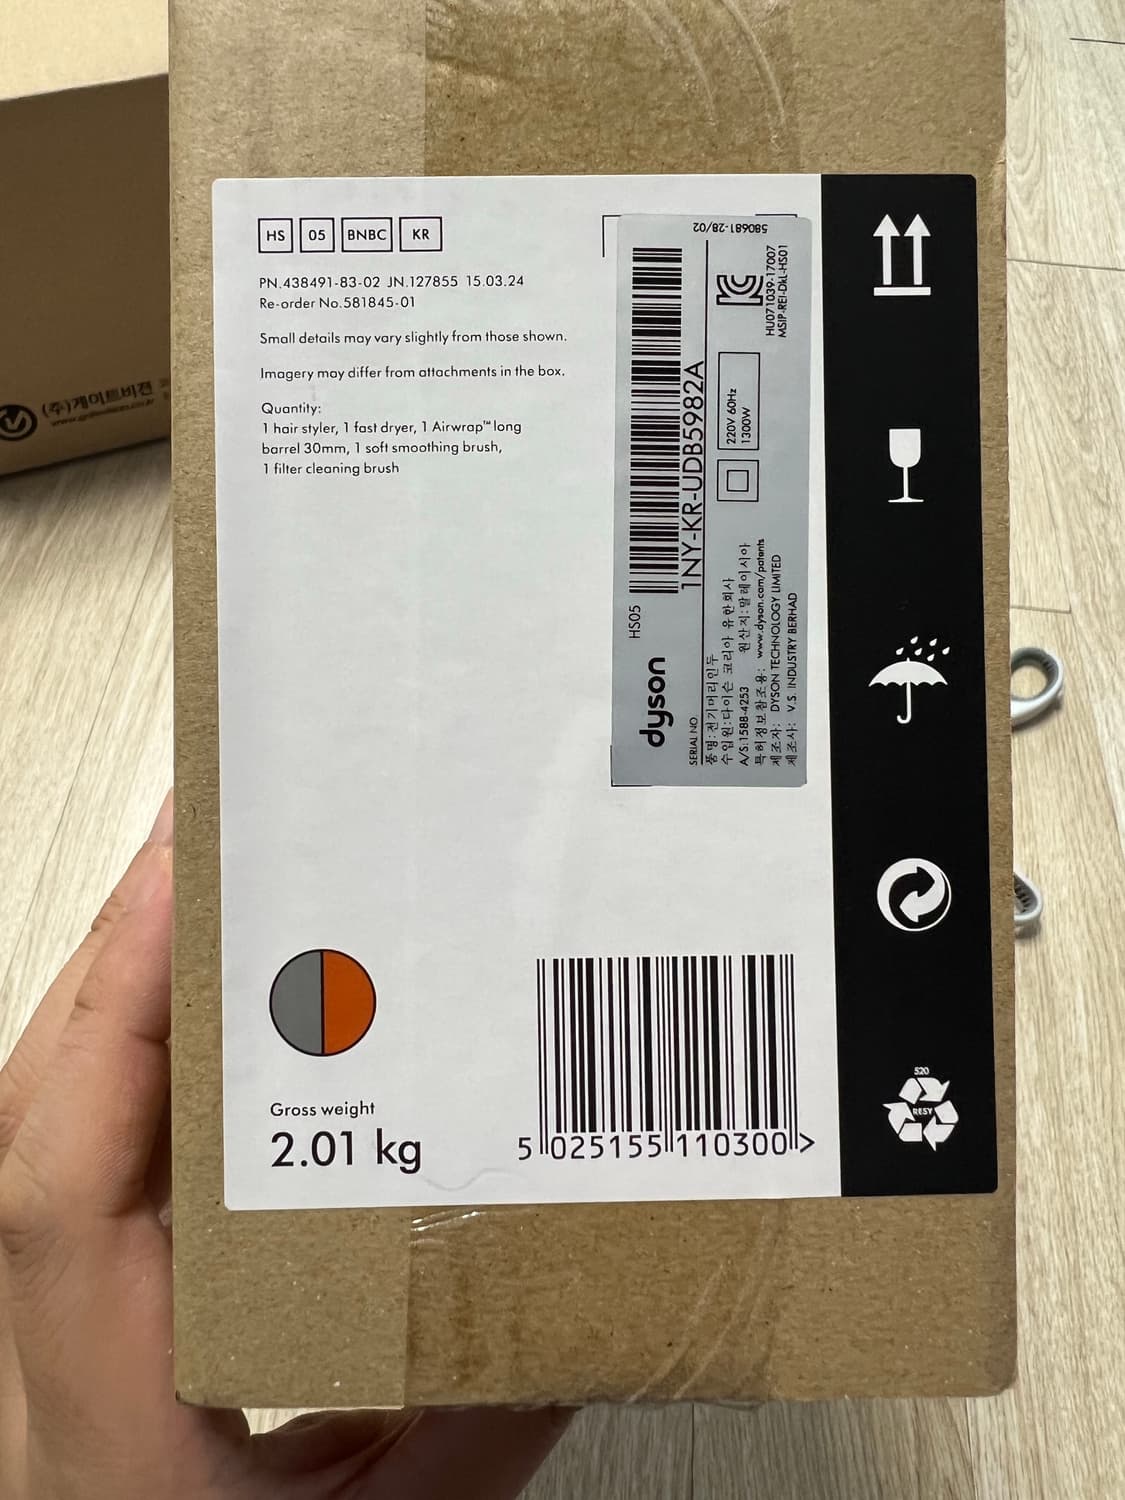 HS 05 BNBC KR
PN.438491-83-02 JN.127855 15.03.24
Re-order No.581845-01
Small details may vary slightly from those shown.
Imagery may differ from attachments in the box.
Quantity:
1 hair styler, 1 fast dryer, 1 Airwrap™ long
barrel 30mm, 1 soft smoothing brush,
1 filter cleaning brush
dyson HS05
SERIAL NO.
1NY-KR-UDB5982A
품명:전기머리인두
수입원:다이슨 코리아 유한회사
A/S:1588-4253 원산지:말레이시아
특허정보참조용: www.dyson.com/patents
제조자: DYSON TECHNOLOGY LIMITED
제조사: V.S. INDUSTRY BERHAD
220V 60Hz
1300W
HU071039-17007
MSIP-REI-DkL-HS01
580681-28/02
Gross weight
2.01 kg
5 025155 110300 >
520
RESY
(주)게이트비젼